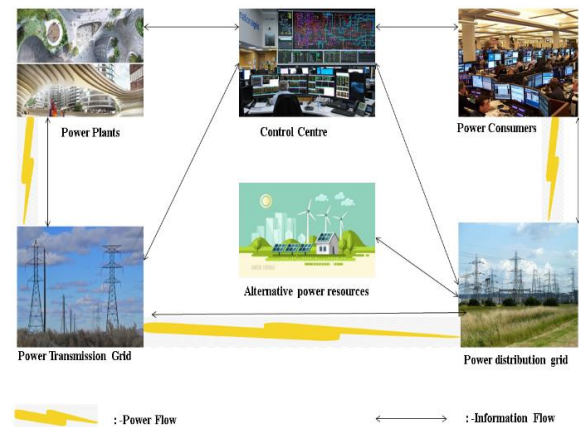 Power Plants
Control Centre
Power Consumers
Alternative power resources
Power Transmission Grid
Power distribution grid
: -Power Flow
: -Information Flow